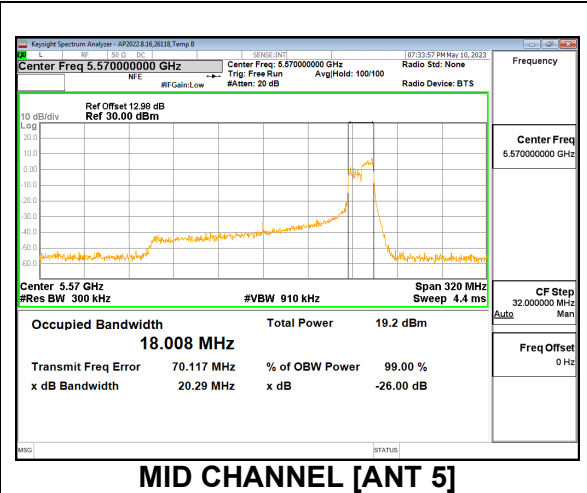 Keysight Spectrum Analyzer - AP2022.8.16,26118,Temp B
L RF 50 Ω DC SENSE:INT 07:33:57 PM May 10, 2023
Center Freq 5.570000000 GHz Center Freq: 5.570000000 GHz Radio Std: None
NFE Trig: Free Run Avg|Hold: 100/100
#IFGain:Low #Atten: 20 dB Radio Device: BTS
Frequency
Ref Offset 12.98 dB
10 dB/div Ref 30.00 dBm
Log
20.0
10.0
0.00
-10.0
-20.0
-30.0
-40.0
-50.0
-60.0
Center 5.57 GHz Span 320 MHz
#Res BW 300 kHz #VBW 910 kHz Sweep 4.4 ms
Center Freq
5.570000000 GHz
CF Step
32.000000 MHz
Auto Man
Freq Offset
0 Hz
Occupied Bandwidth Total Power 19.2 dBm
18.008 MHz
Transmit Freq Error 70.117 MHz % of OBW Power 99.00 %
x dB Bandwidth 20.29 MHz x dB -26.00 dB
MSG STATUS
MID CHANNEL [ANT 5]